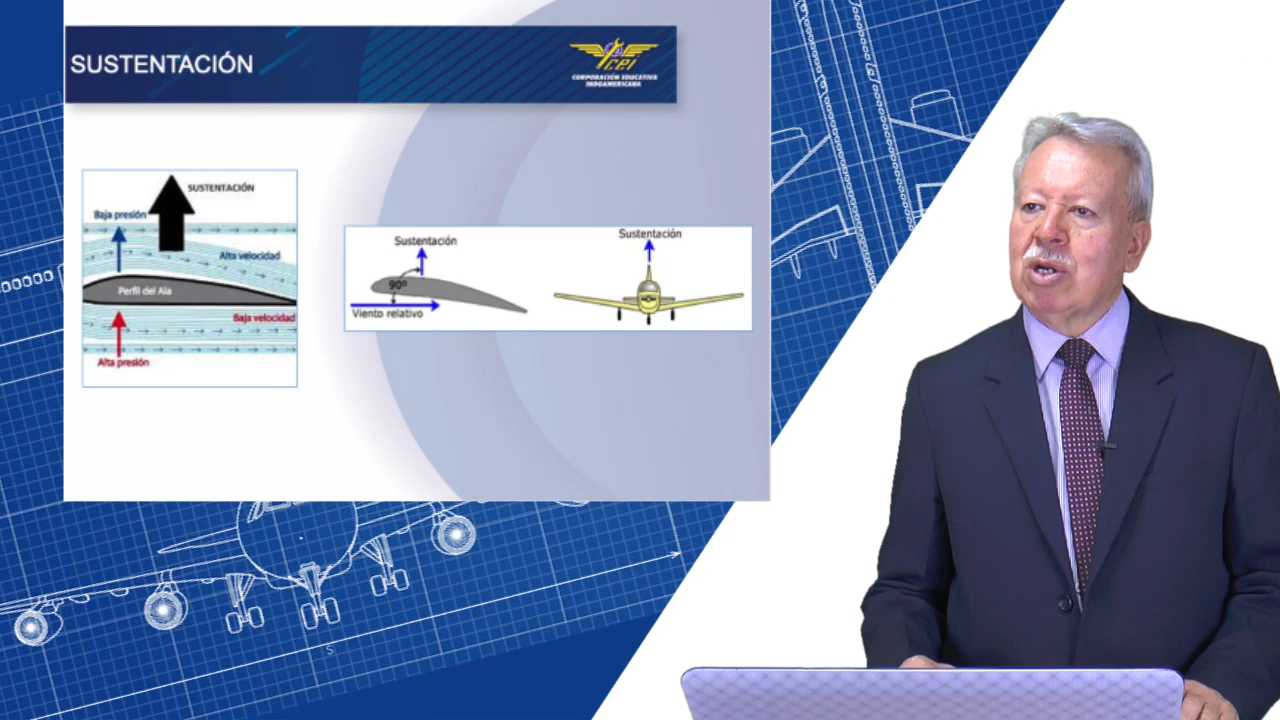 SUSTENTACIÓN
CEI
CORPORACIÓN EDUCATIVA
INDOAMERICANA
SUSTENTACIÓN
Baja presión
Alta velocidad
Perfil del Ala
Baja velocidad
Alta presión
Sustentación
90º
Viento relativo
Sustentación
S